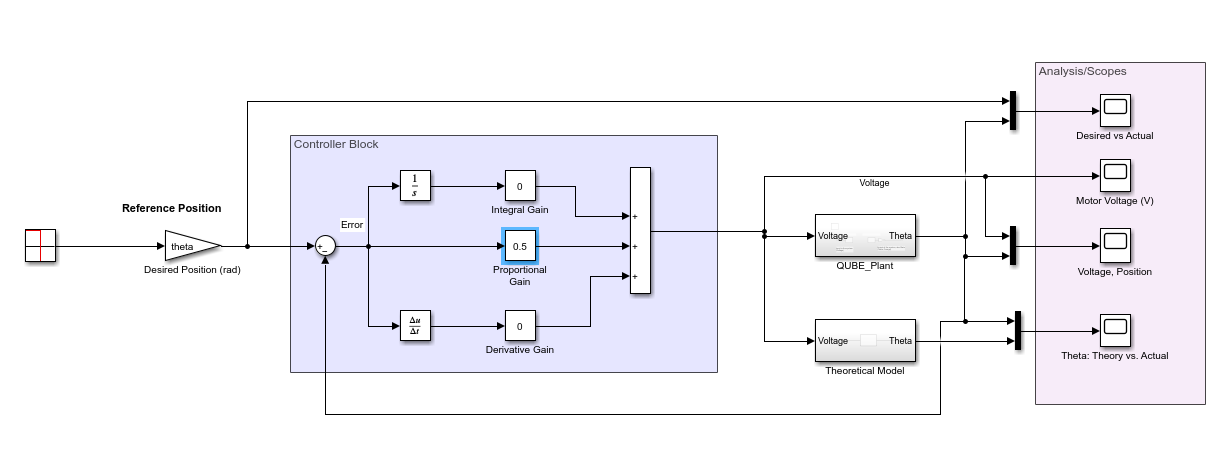 Analysis/Scopes
Desired vs Actual
Controller Block
1
s
0
Integral Gain
+
Motor Voltage (V)
Voltage
Reference Position
Error
theta
Desired Position (rad)
+
−
0.5
Proportional
Gain
+
Voltage Theta
QUBE_Plant
Voltage, Position
+
Δu
Δt
0
Derivative Gain
Voltage Theta
Theoretical Model
Theta: Theory vs. Actual